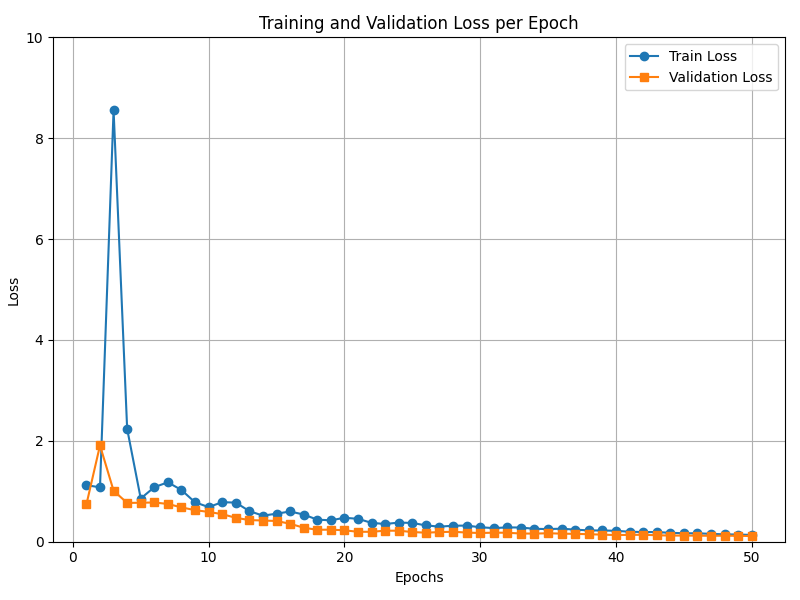 Training and Validation Loss per Epoch
Train Loss
Validation Loss
Loss
10
8
6
4
2
0
0 10 20 30 40 50
Epochs